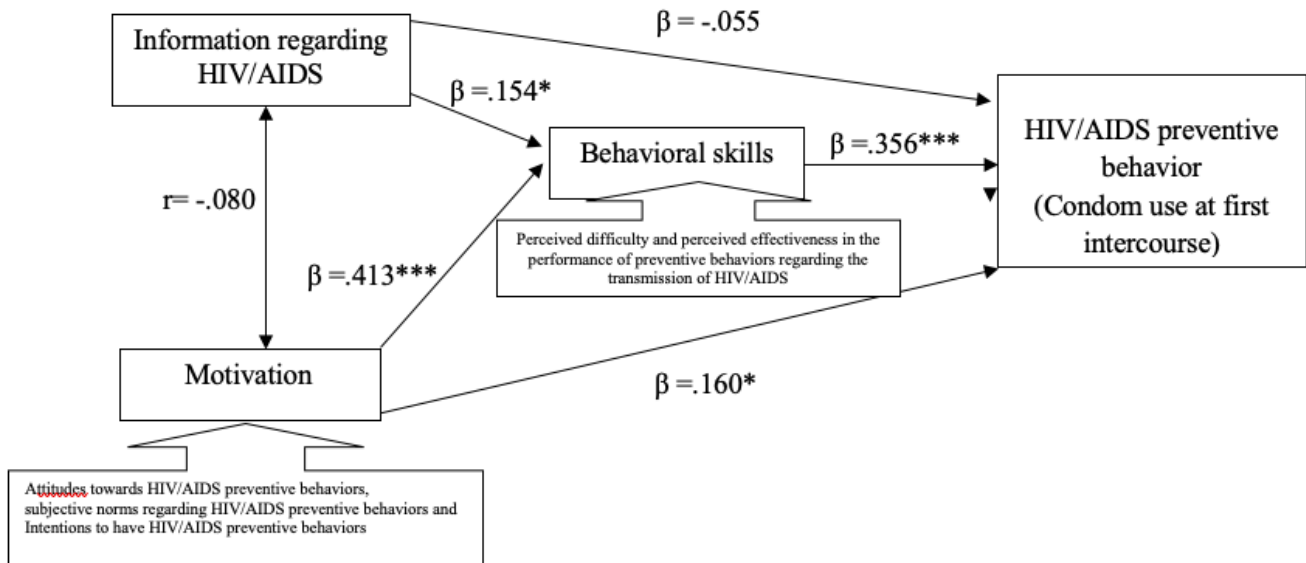 Information regarding
HIV/AIDS
β = -.055
β =.154*
HIV/AIDS preventive
behavior
(Condom use at first
intercourse)
Behavioral skills
β =.356***
r= -.080
Perceived difficulty and perceived effectiveness in the
performance of preventive behaviors regarding the
transmission of HIV/AIDS
β =.413***
Motivation
β =.160*
Attitudes towards HIV/AIDS preventive behaviors,
subjective norms regarding HIV/AIDS preventive behaviors and
Intentions to have HIV/AIDS preventive behaviors